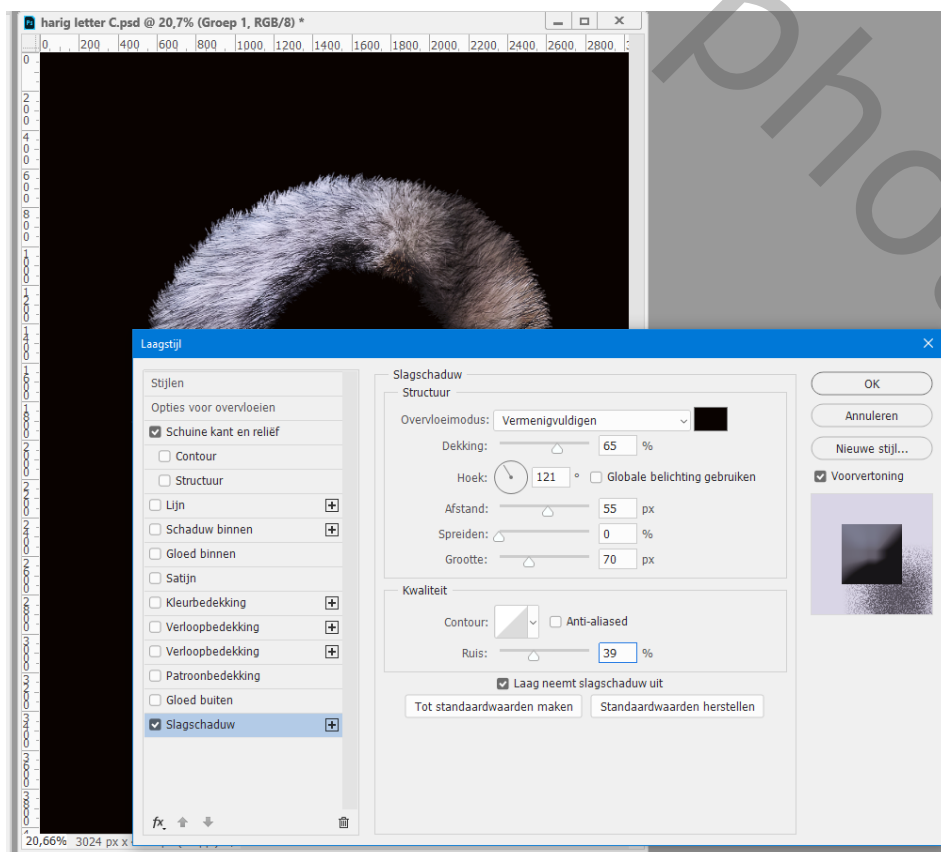 harig letter C.psd @ 20,7% (Groep 1, RGB/8) *
0 200 400 600 800 1000 1200 1400 1600 1800 2000 2200 2400 2600 2800
Laagstijl
Stijlen
Opties voor overvloeien
Schuine kant en reliëf
Contour
Structuur
Lijn
Schaduw binnen
Gloed binnen
Satijn
Kleurbedekking
Verloopbedekking
Verloopbedekking
Patroonbedekking
Gloed buiten
Slagschaduw
fx
Slagschaduw
Structuur
Overvloeimodus: Vermenigvuldigen
Dekking: 65 %
Hoek: 121 ° Globale belichting gebruiken
Afstand: 55 px
Spreiden: 0 %
Grootte: 70 px
Kwaliteit
Contour: Anti-aliased
Ruis: 39 %
Laag neemt slagschaduw uit
Tot standaardwaarden maken Standaardwaarden herstellen
OK
Annuleren
Nieuwe stijl...
Voorvertoning
20,66% 3024 px x